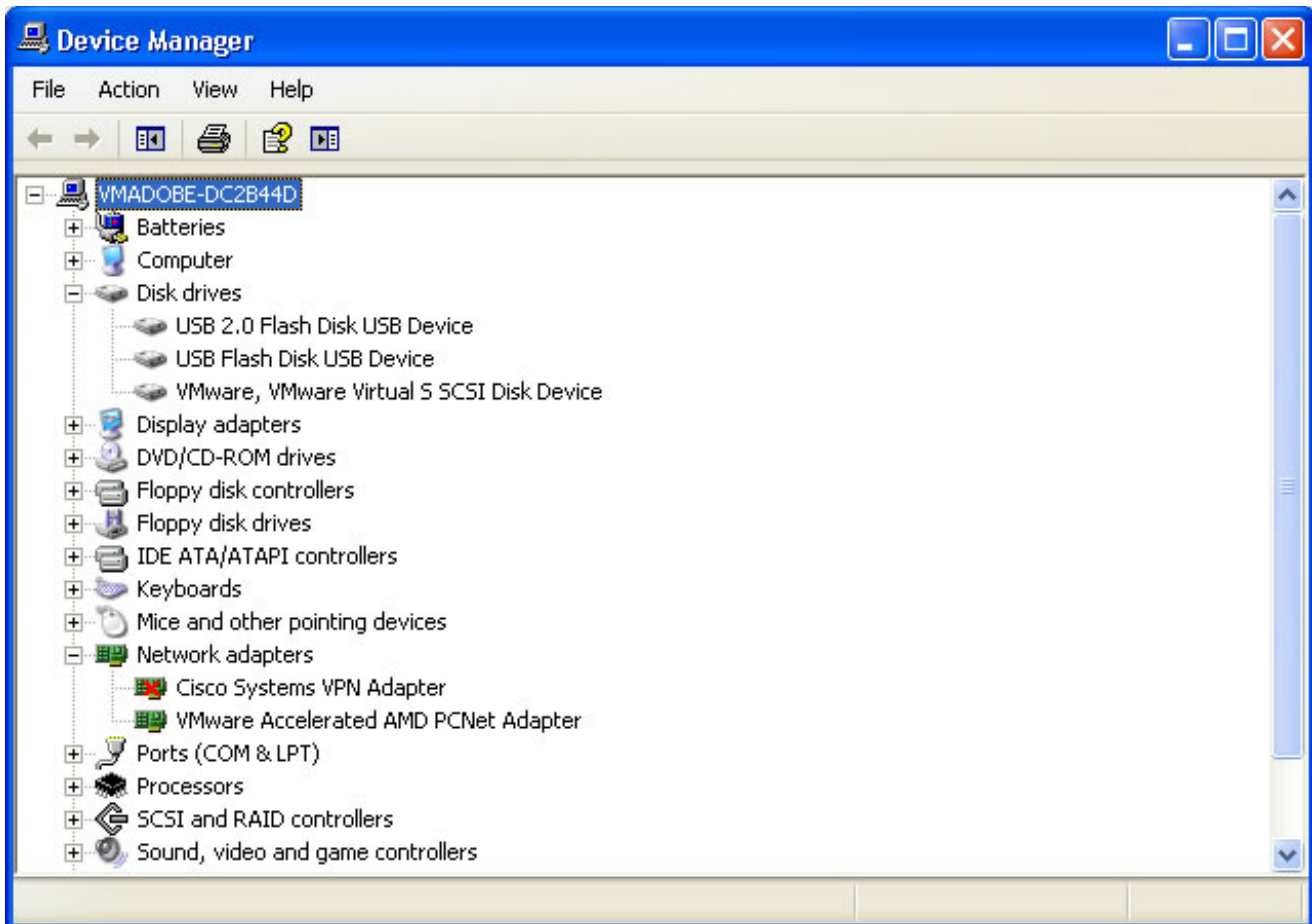 Device Manager
File Action View Help
VMADOBE-DC2B44D
Batteries
Computer
Disk drives
USB 2.0 Flash Disk USB Device
USB Flash Disk USB Device
VMware, VMware Virtual S SCSI Disk Device
Display adapters
DVD/CD-ROM drives
Floppy disk controllers
Floppy disk drives
IDE ATA/ATAPI controllers
Keyboards
Mice and other pointing devices
Network adapters
Cisco Systems VPN Adapter
VMware Accelerated AMD PCNet Adapter
Ports (COM & LPT)
Processors
SCSI and RAID controllers
Sound, video and game controllers